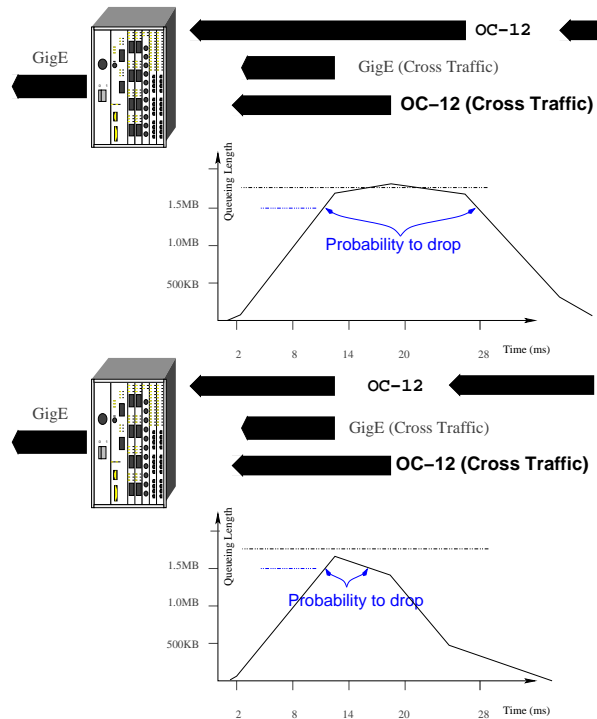 OC-12
GigE
GigE (Cross Traffic)
OC-12 (Cross Traffic)
Queueing Length
1.5MB
1.0MB
500KB
Probability to drop
2 8 14 20 28 Time (ms)
OC-12
GigE
GigE (Cross Traffic)
OC-12 (Cross Traffic)
Queueing Length
1.5MB
1.0MB
500KB
Probability to drop
2 8 14 20 28 Time (ms)